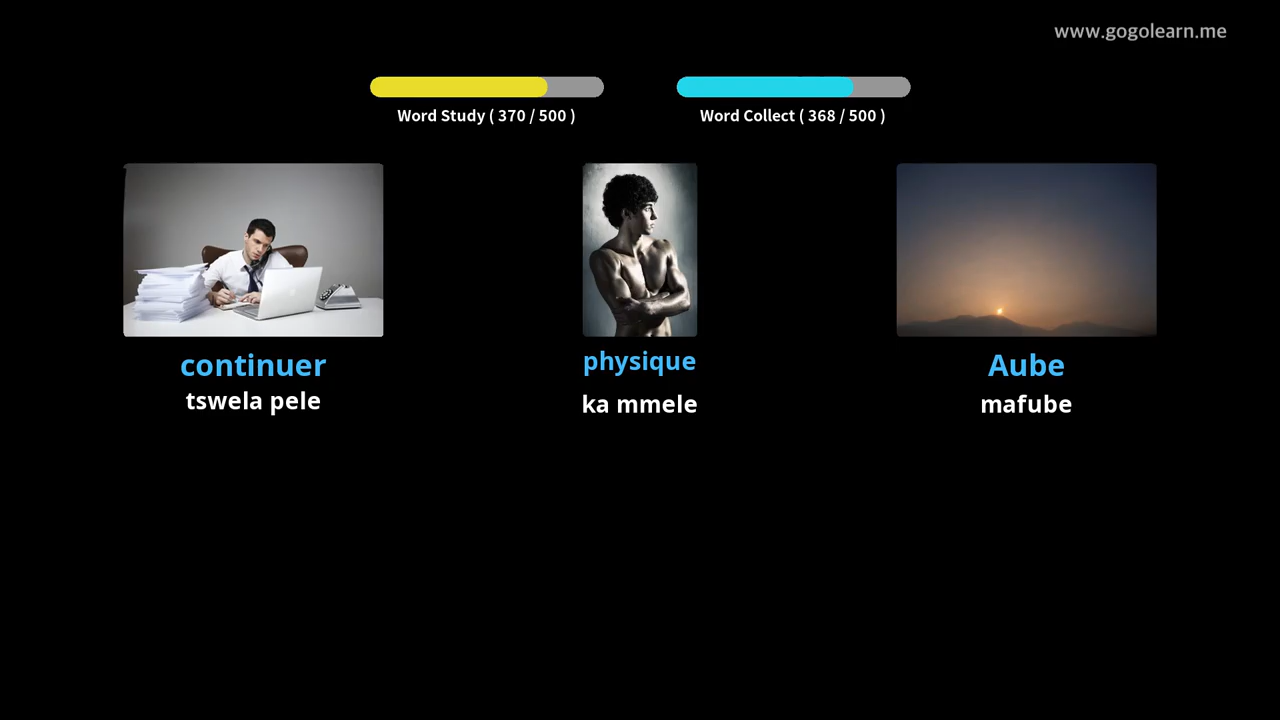 www.gogolearn.me
Word Study ( 370 / 500 )
Word Collect ( 368 / 500 )
continuer
tswela pele
physique
ka mmele
Aube
mafube